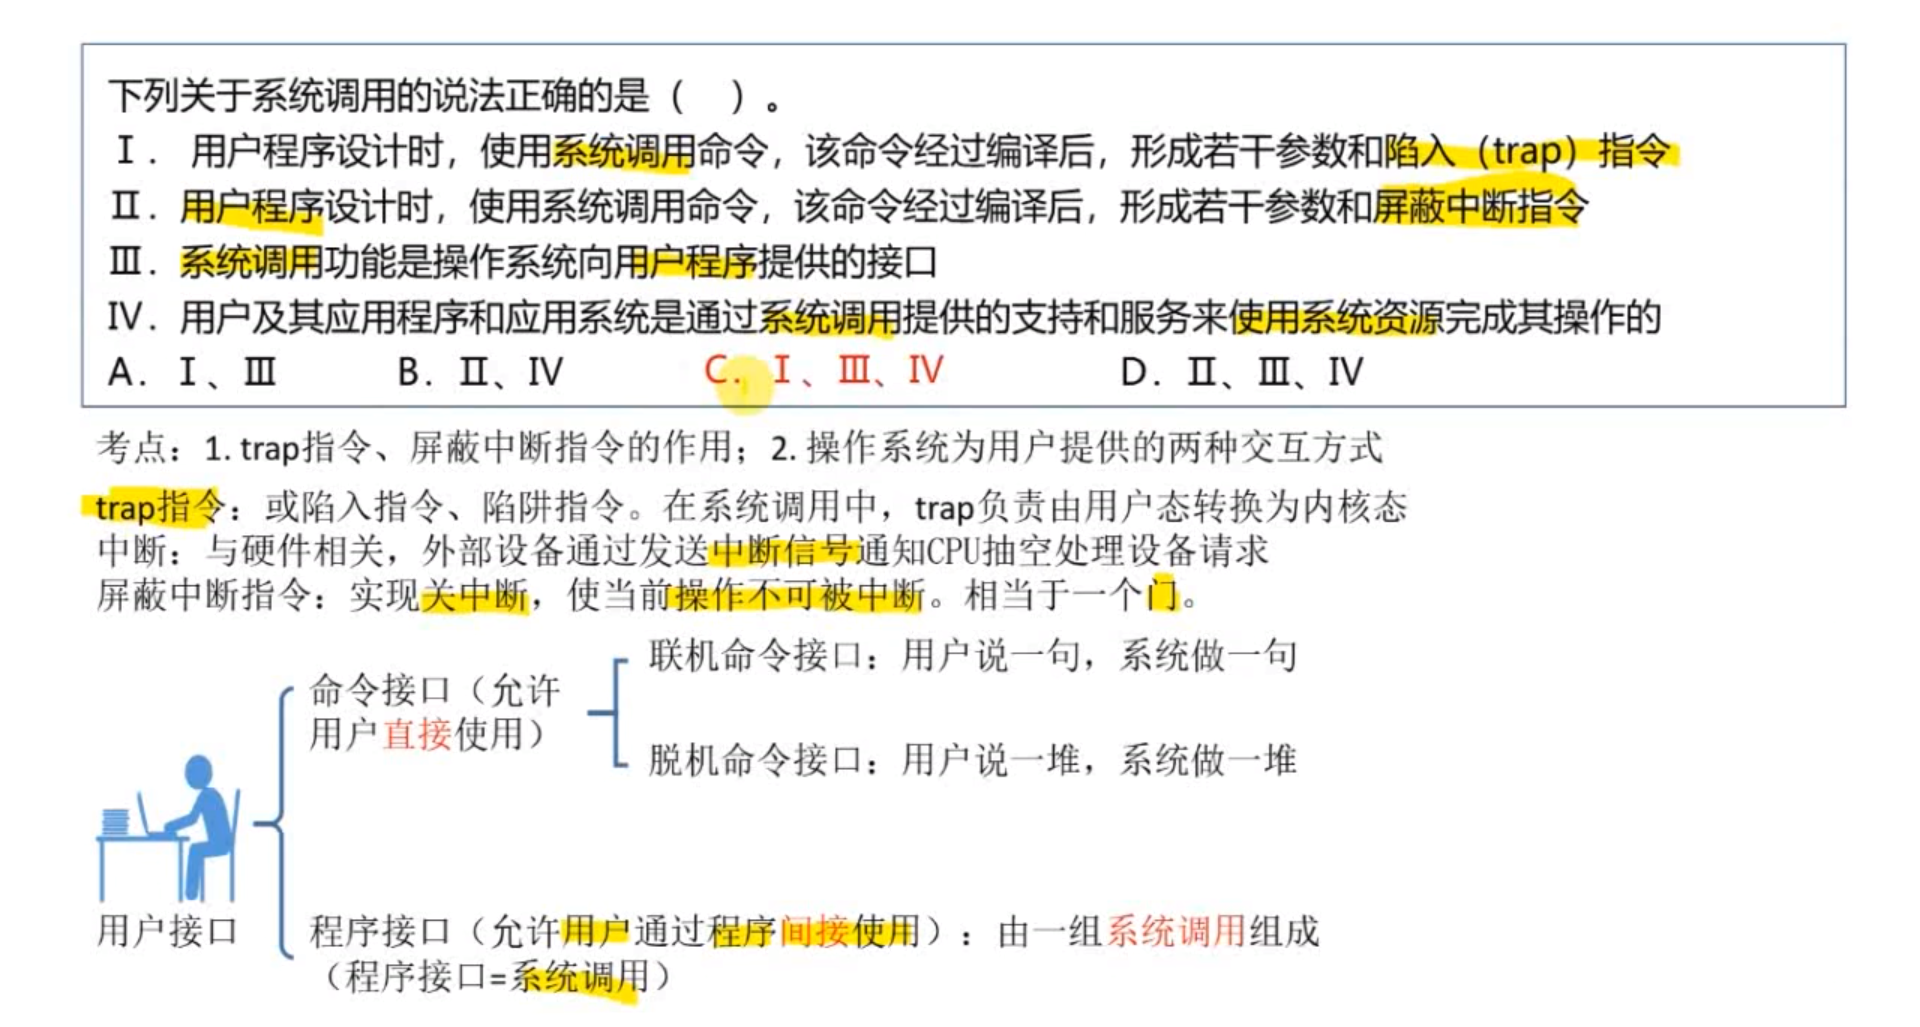 下列关于系统调用的说法正确的是（ ）。
Ⅰ. 用户程序设计时，使用系统调用命令，该命令经过编译后，形成若干参数和陷入（trap）指令
Ⅱ. 用户程序设计时，使用系统调用命令，该命令经过编译后，形成若干参数和屏蔽中断指令
Ⅲ. 系统调用功能是操作系统向用户程序提供的接口
Ⅳ. 用户及其应用程序和应用系统是通过系统调用提供的支持和服务来使用系统资源完成其操作的
A. Ⅰ、Ⅲ B. Ⅱ、Ⅳ C. Ⅰ、Ⅲ、Ⅳ D. Ⅱ、Ⅲ、Ⅳ
考点：1. trap指令、屏蔽中断指令的作用；2. 操作系统为用户提供的两种交互方式
trap指令：或陷入指令、陷阱指令。在系统调用中，trap负责由用户态转换为内核态
中断：与硬件相关，外部设备通过发送中断信号通知CPU抽空处理设备请求
屏蔽中断指令：实现关中断，使当前操作不可被中断。相当于一个门。
联机命令接口：用户说一句，系统做一句
命令接口（允许
用户直接使用）
脱机命令接口：用户说一堆，系统做一堆
用户接口
程序接口（允许用户通过程序间接使用）：由一组系统调用组成
（程序接口=系统调用）